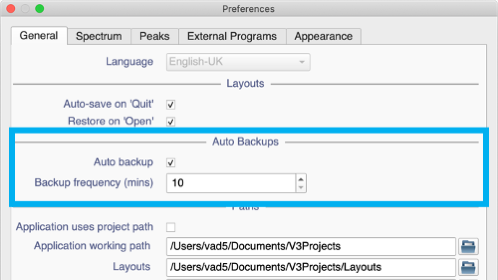 Preferences
General Spectrum Peaks External Programs Appearance
Language English-UK
Layouts
Auto-save on 'Quit'
Restore on 'Open'
Auto Backups
Auto backup
Backup frequency (mins) 10
Paths
Application uses project path
Application working path /Users/vad5/Documents/V3Projects
Layouts /Users/vad5/Documents/V3Projects/Layouts